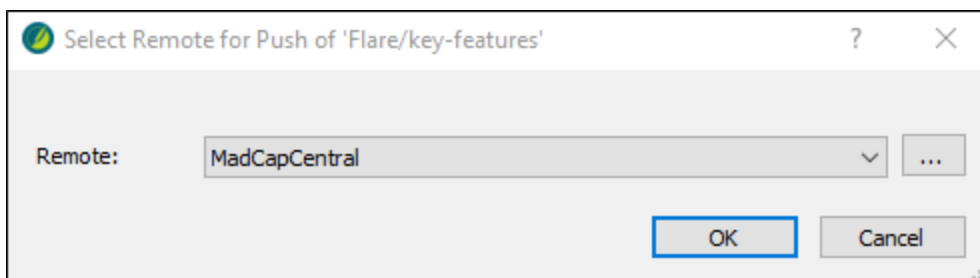 Select Remote for Push of 'Flare/key-features'
?
Remote:
MadCapCentral
...
OK
Cancel